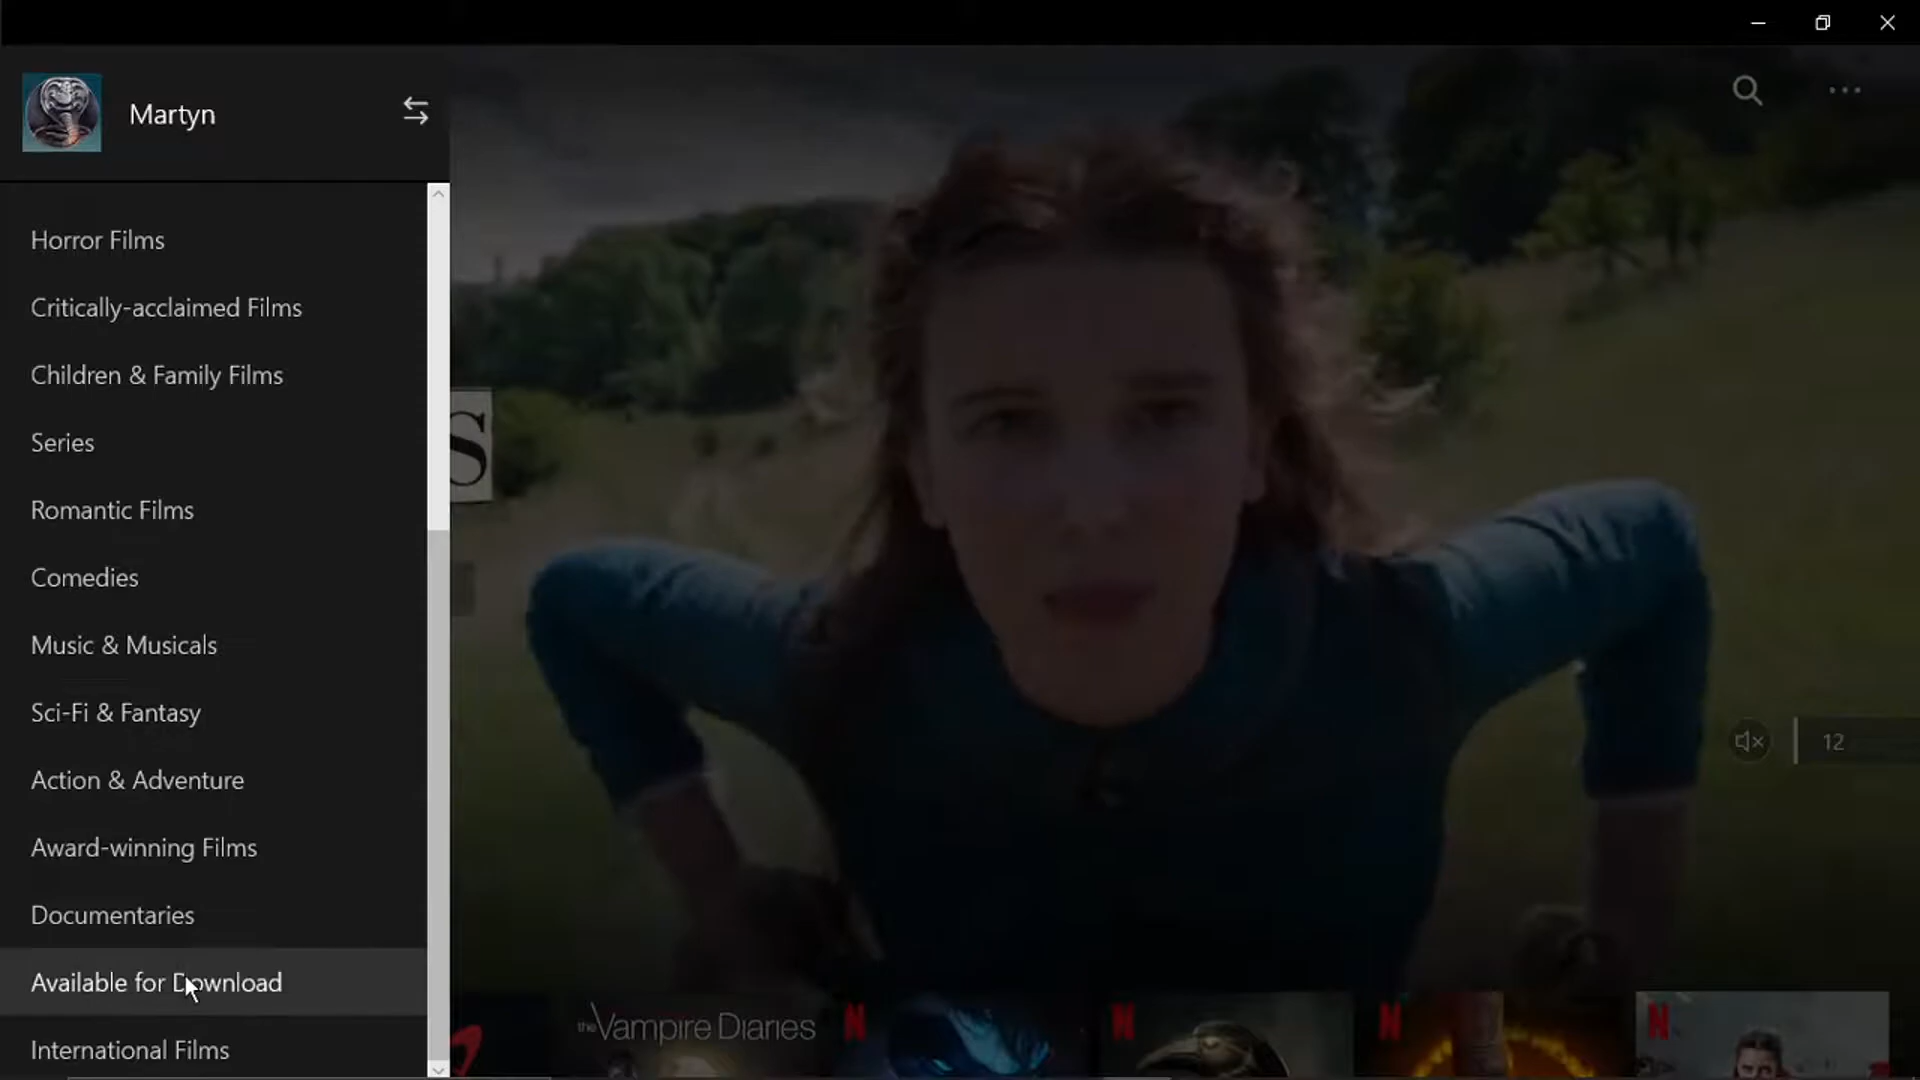 Martyn
Horror Films
Critically-acclaimed Films
Children & Family Films
Series
S
Romantic Films
Comedies
Music & Musicals
Sci-Fi & Fantasy
12
Action & Adventure
Award-winning Films
Documentaries
Available for Download
the Vampire Diaries
N
N
N
N
International Films